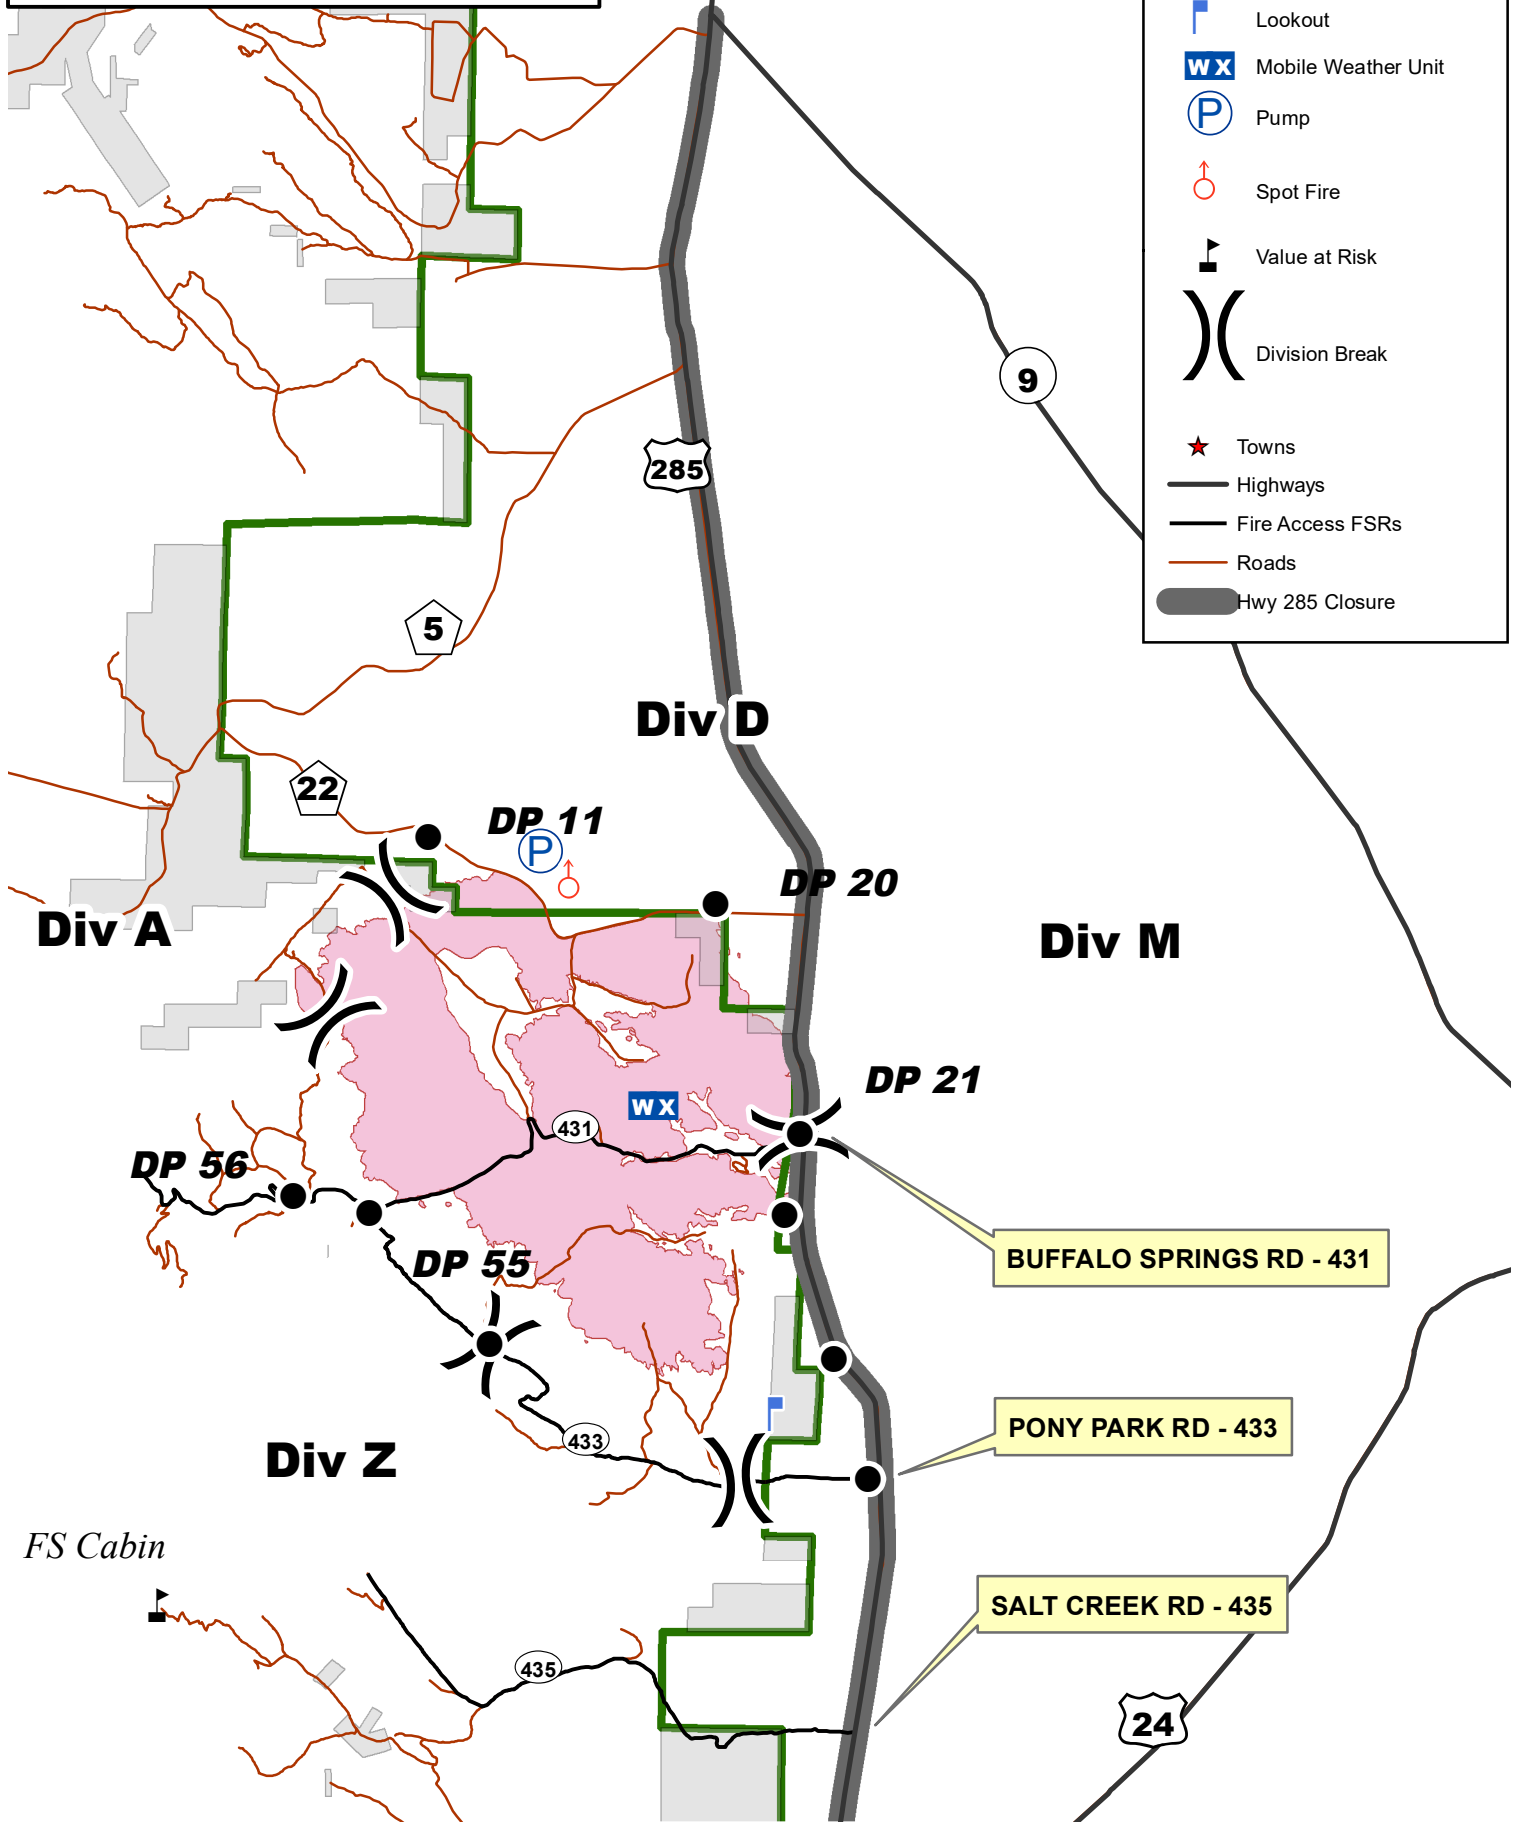 Lookout
WX Mobile Weather Unit
P Pump
Spot Fire
Value at Risk
Division Break
Towns
Highways
Fire Access FSRs
Roads
Hwy 285 Closure
9
285
5
Div D
22
DP 11
P
DP 20
Div A
Div M
DP 21
WX
431
DP 56
BUFFALO SPRINGS RD - 431
DP 55
PONY PARK RD - 433
433
Div Z
FS Cabin
SALT CREEK RD - 435
435
24